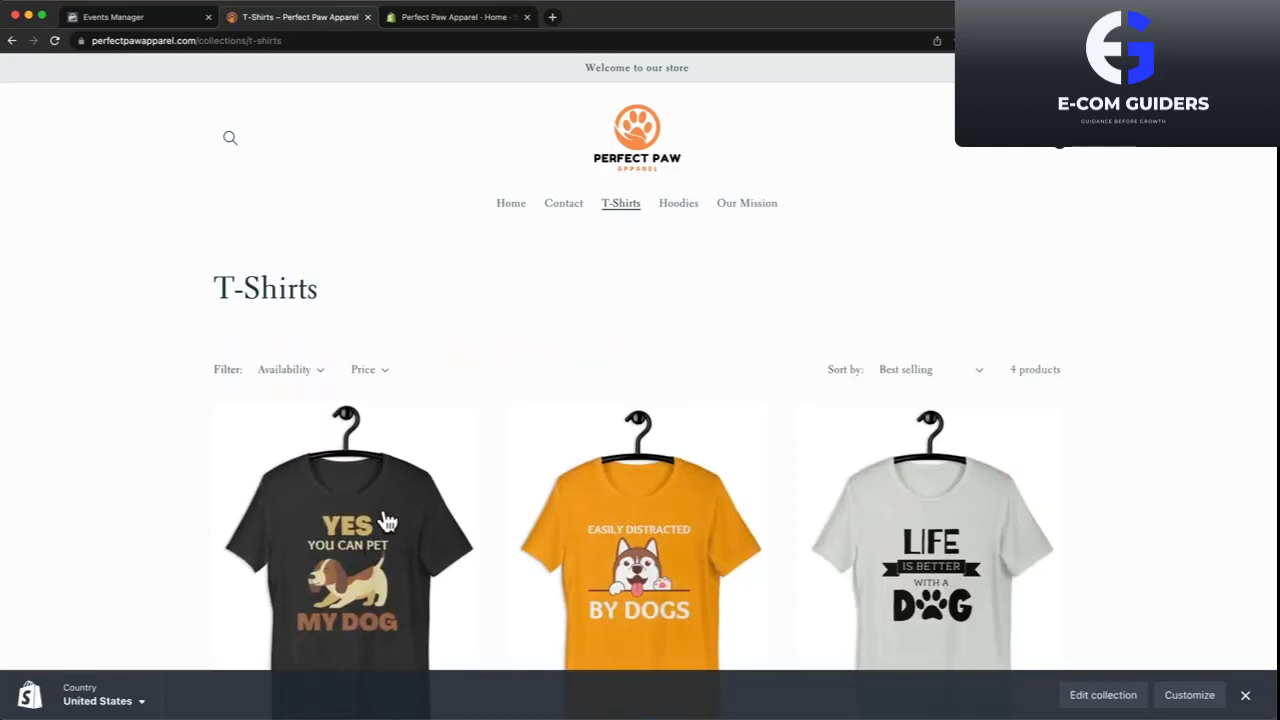 Events Manager
T-Shirts – Perfect Paw Apparel
Perfect Paw Apparel · Home · S
perfectpawapparel.com/collections/t-shirts
E-COM GUIDERS
GUIDANCE BEFORE GROWTH
Welcome to our store
PERFECT PAW
APPAREL
Home Contact T-Shirts Hoodies Our Mission
T-Shirts
Filter: Availability Price
Sort by: Best selling 4 products
YES
YOU CAN PET
MY DOG
EASILY DISTRACTED
BY DOGS
LIFE
IS BETTER
WITH A
DOG
Country
United States
Edit collection
Customize